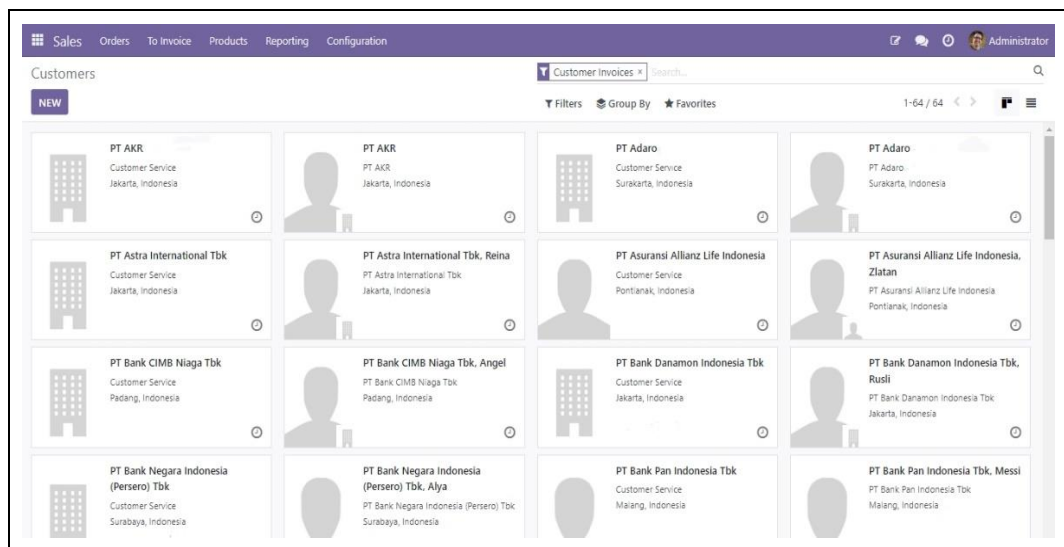 Sales Orders To Invoice Products Reporting Configuration Administrator
Customers Customer Invoices × Search...
NEW Filters Group By Favorites 1-64 / 64
PT AKR
Customer Service
Jakarta, Indonesia
PT AKR
PT AKR
Jakarta, Indonesia
PT Adaro
Customer Service
Surakarta, Indonesia
PT Adaro
PT Adaro
Surakarta, Indonesia
PT Astra International Tbk
Customer Service
Jakarta, Indonesia
PT Astra International Tbk, Reina
PT Astra International Tbk
Jakarta, Indonesia
PT Asuransi Allianz Life Indonesia
Customer Service
Pontianak, Indonesia
PT Asuransi Allianz Life Indonesia,
Zlatan
PT Asuransi Allianz Life Indonesia
Pontianak, Indonesia
PT Bank CIMB Niaga Tbk
Customer Service
Padang, Indonesia
PT Bank CIMB Niaga Tbk, Angel
PT Bank CIMB Niaga Tbk
Padang, Indonesia
PT Bank Danamon Indonesia Tbk
Customer Service
Jakarta, Indonesia
PT Bank Danamon Indonesia Tbk,
Rusli
PT Bank Danamon Indonesia Tbk
Jakarta, Indonesia
PT Bank Negara Indonesia
(Persero) Tbk
Customer Service
Surabaya, Indonesia
PT Bank Negara Indonesia
(Persero) Tbk, Alya
PT Bank Negara Indonesia (Persero) Tbk
Surabaya, Indonesia
PT Bank Pan Indonesia Tbk
Customer Service
Malang, Indonesia
PT Bank Pan Indonesia Tbk, Messi
PT Bank Pan Indonesia Tbk
Malang, Indonesia